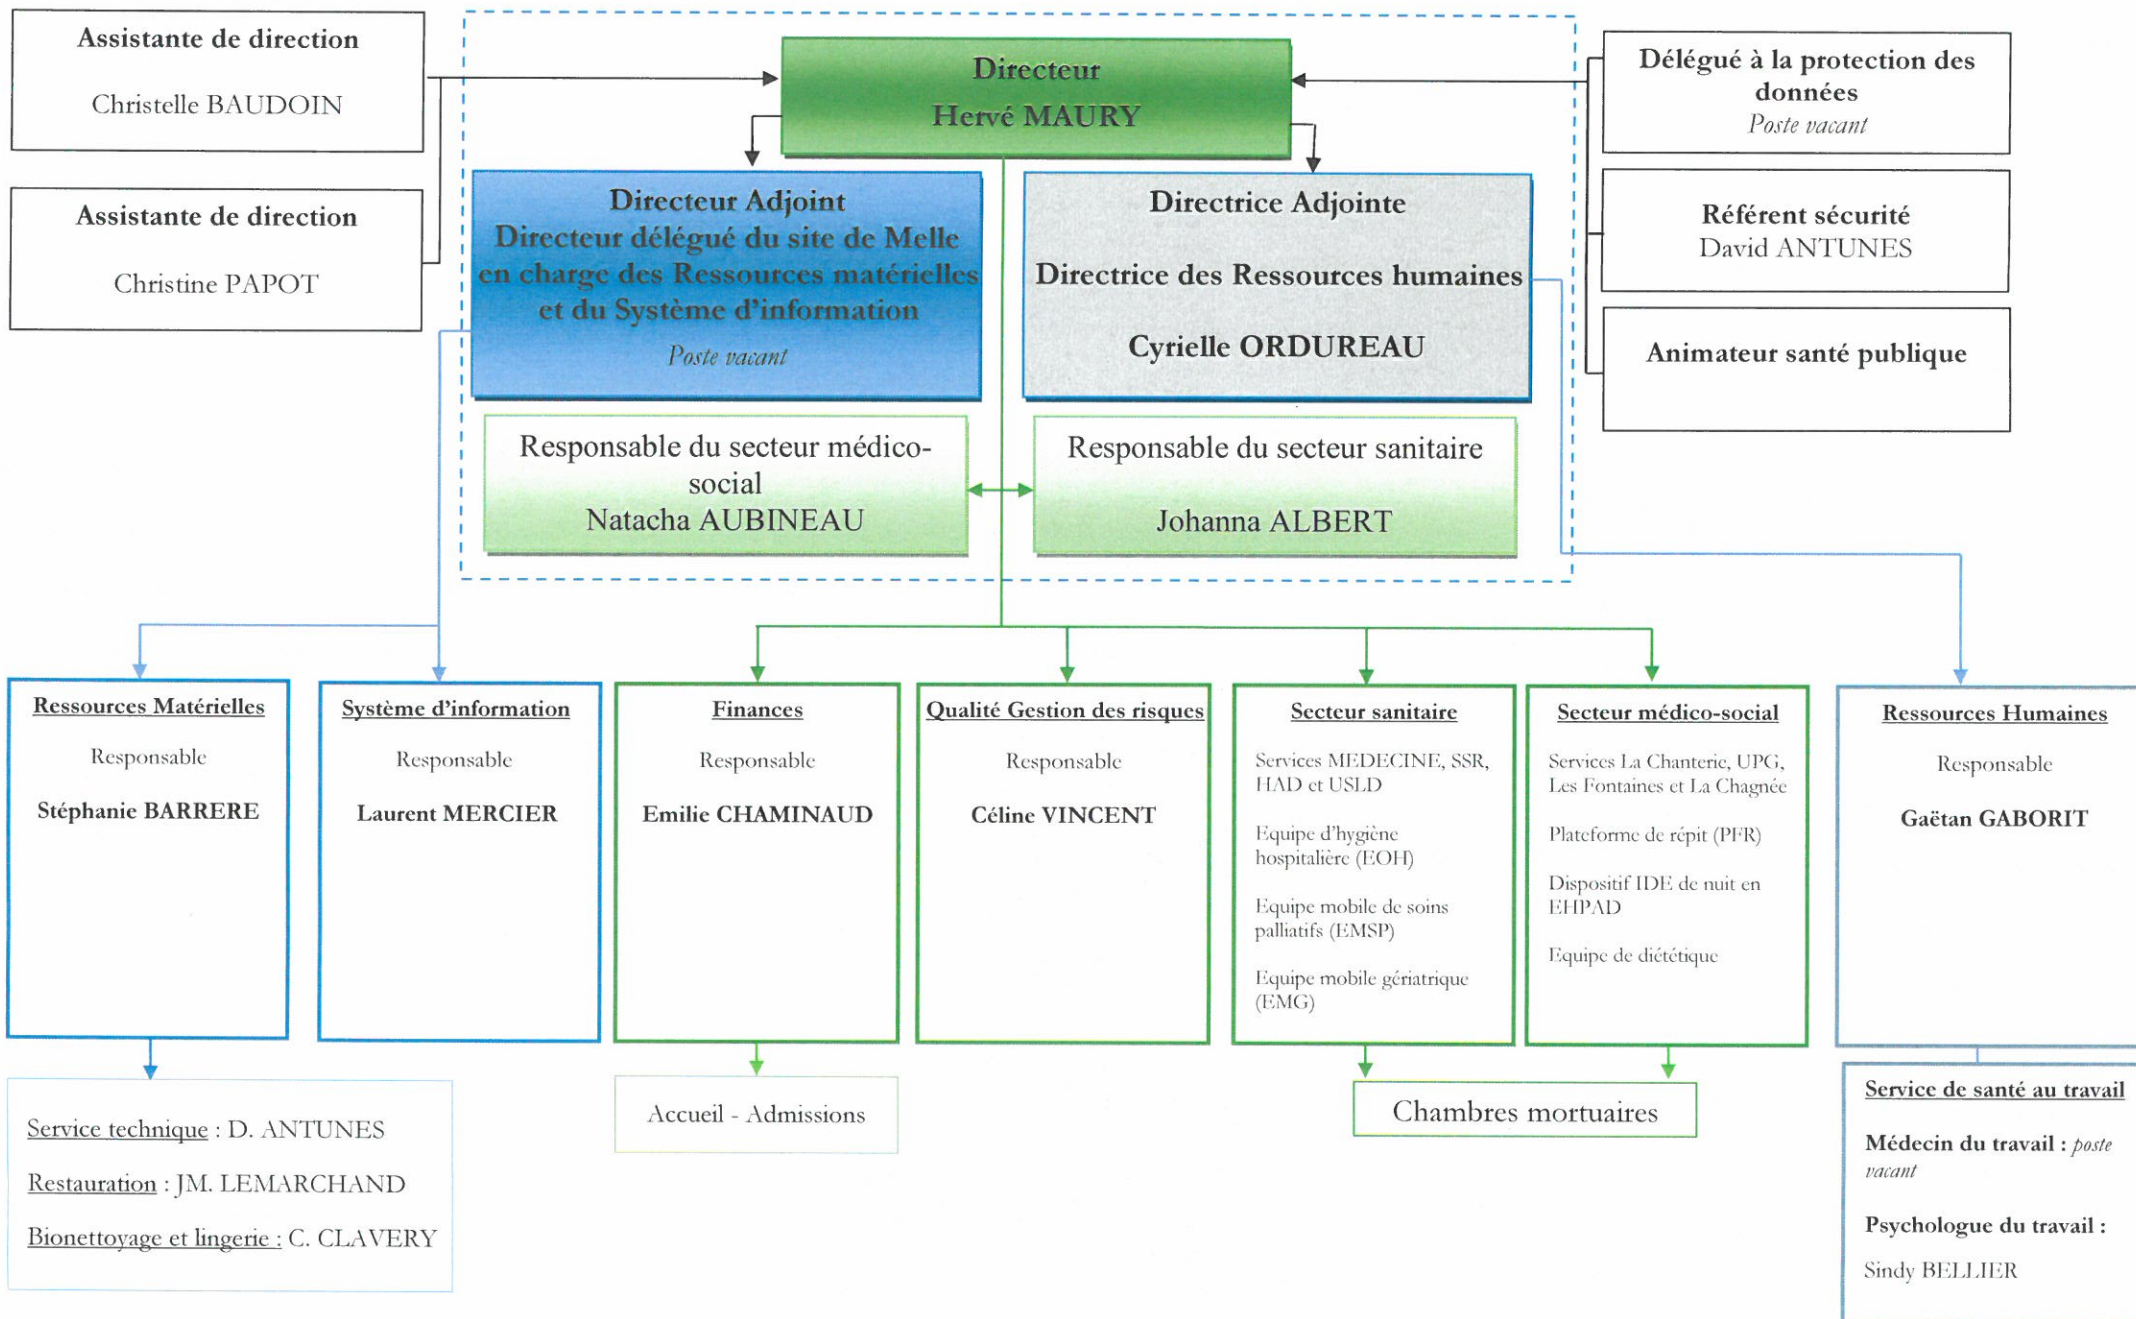 Assistante de direction
Christelle BAUDOIN
Assistante de direction
Christine PAPOT
Directeur
Hervé MAURY
Directeur Adjoint
Directeur délégué du site de Melle
en charge des Ressources matérielles
et du Système d'information
Poste vacant
Directrice Adjointe
Directrice des Ressources humaines
Cyrielle ORDUREAU
Délégué à la protection des
données
Poste vacant
Référent sécurité
David ANTUNES
Animateur santé publique
Responsable du secteur médico-
social
Natacha AUBINEAU
Responsable du secteur sanitaire
Johanna ALBERT
Ressources Matérielles
Responsable
Stéphanie BARRERE
Système d'information
Responsable
Laurent MERCIER
Finances
Responsable
Emilie CHAMINAUD
Qualité Gestion des risques
Responsable
Céline VINCENT
Secteur sanitaire
Services MEDECINE, SSR,
HAD et USLD
Equipe d'hygiène
hospitalière (EOH)
Equipe mobile de soins
palliatifs (EMSP)
Equipe mobile gériatrique
(EMG)
Secteur médico-social
Services La Chanterie, UPG,
Les Fontaines et La Chagnée
Plateforme de répit (PFR)
Dispositif IDE de nuit en
EHPAD
Equipe de diététique
Ressources Humaines
Responsable
Gaëtan GABORIT
Service technique : D. ANTUNES
Restauration : JM. LEMARCHAND
Bionettoyage et lingerie : C. CLAVERY
Accueil - Admissions
Chambres mortuaires
Service de santé au travail
Médecin du travail : poste
vacant
Psychologue du travail :
Sindy BELLIER